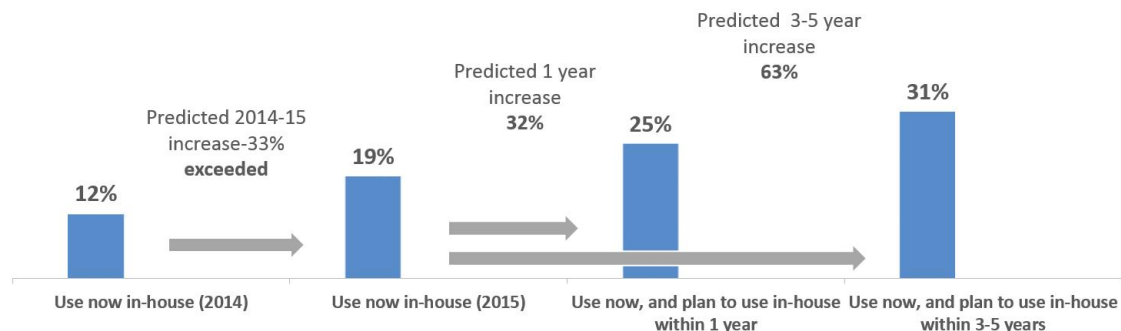 Predicted 3-5 year
increase
63%
Predicted 1 year
increase
32%
Predicted 2014-15
increase-33%
exceeded
12%
19%
25%
31%
Use now in-house (2014)
Use now in-house (2015)
Use now, and plan to use in-house
within 1 year
Use now, and plan to use in-house
within 3-5 years